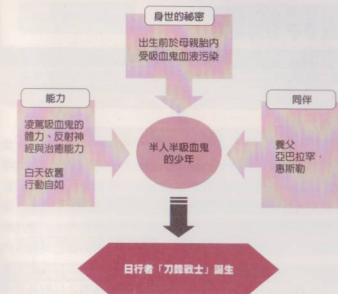 身世的祕密
出生前於母親胎內
受吸血鬼血液污染
能力
凌駕吸血鬼的
體力、反射神
經與治癒能力
白天依舊
行動自如
半人半吸血鬼
的少年
同伴
養父
亞巴拉罕・
惠斯勒
日行者「刀鋒戰士」誕生